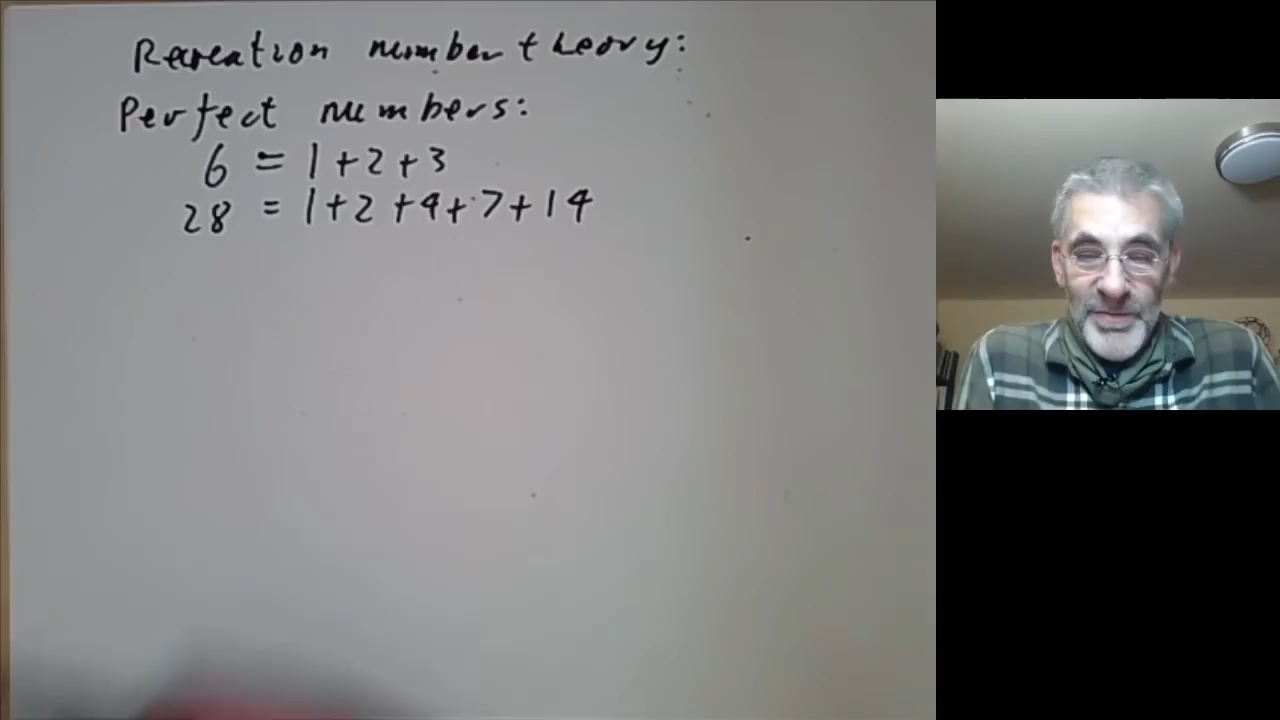 Recreation number theory:
Perfect numbers:
6 = 1+2+3
28 = 1+2+4+7+14